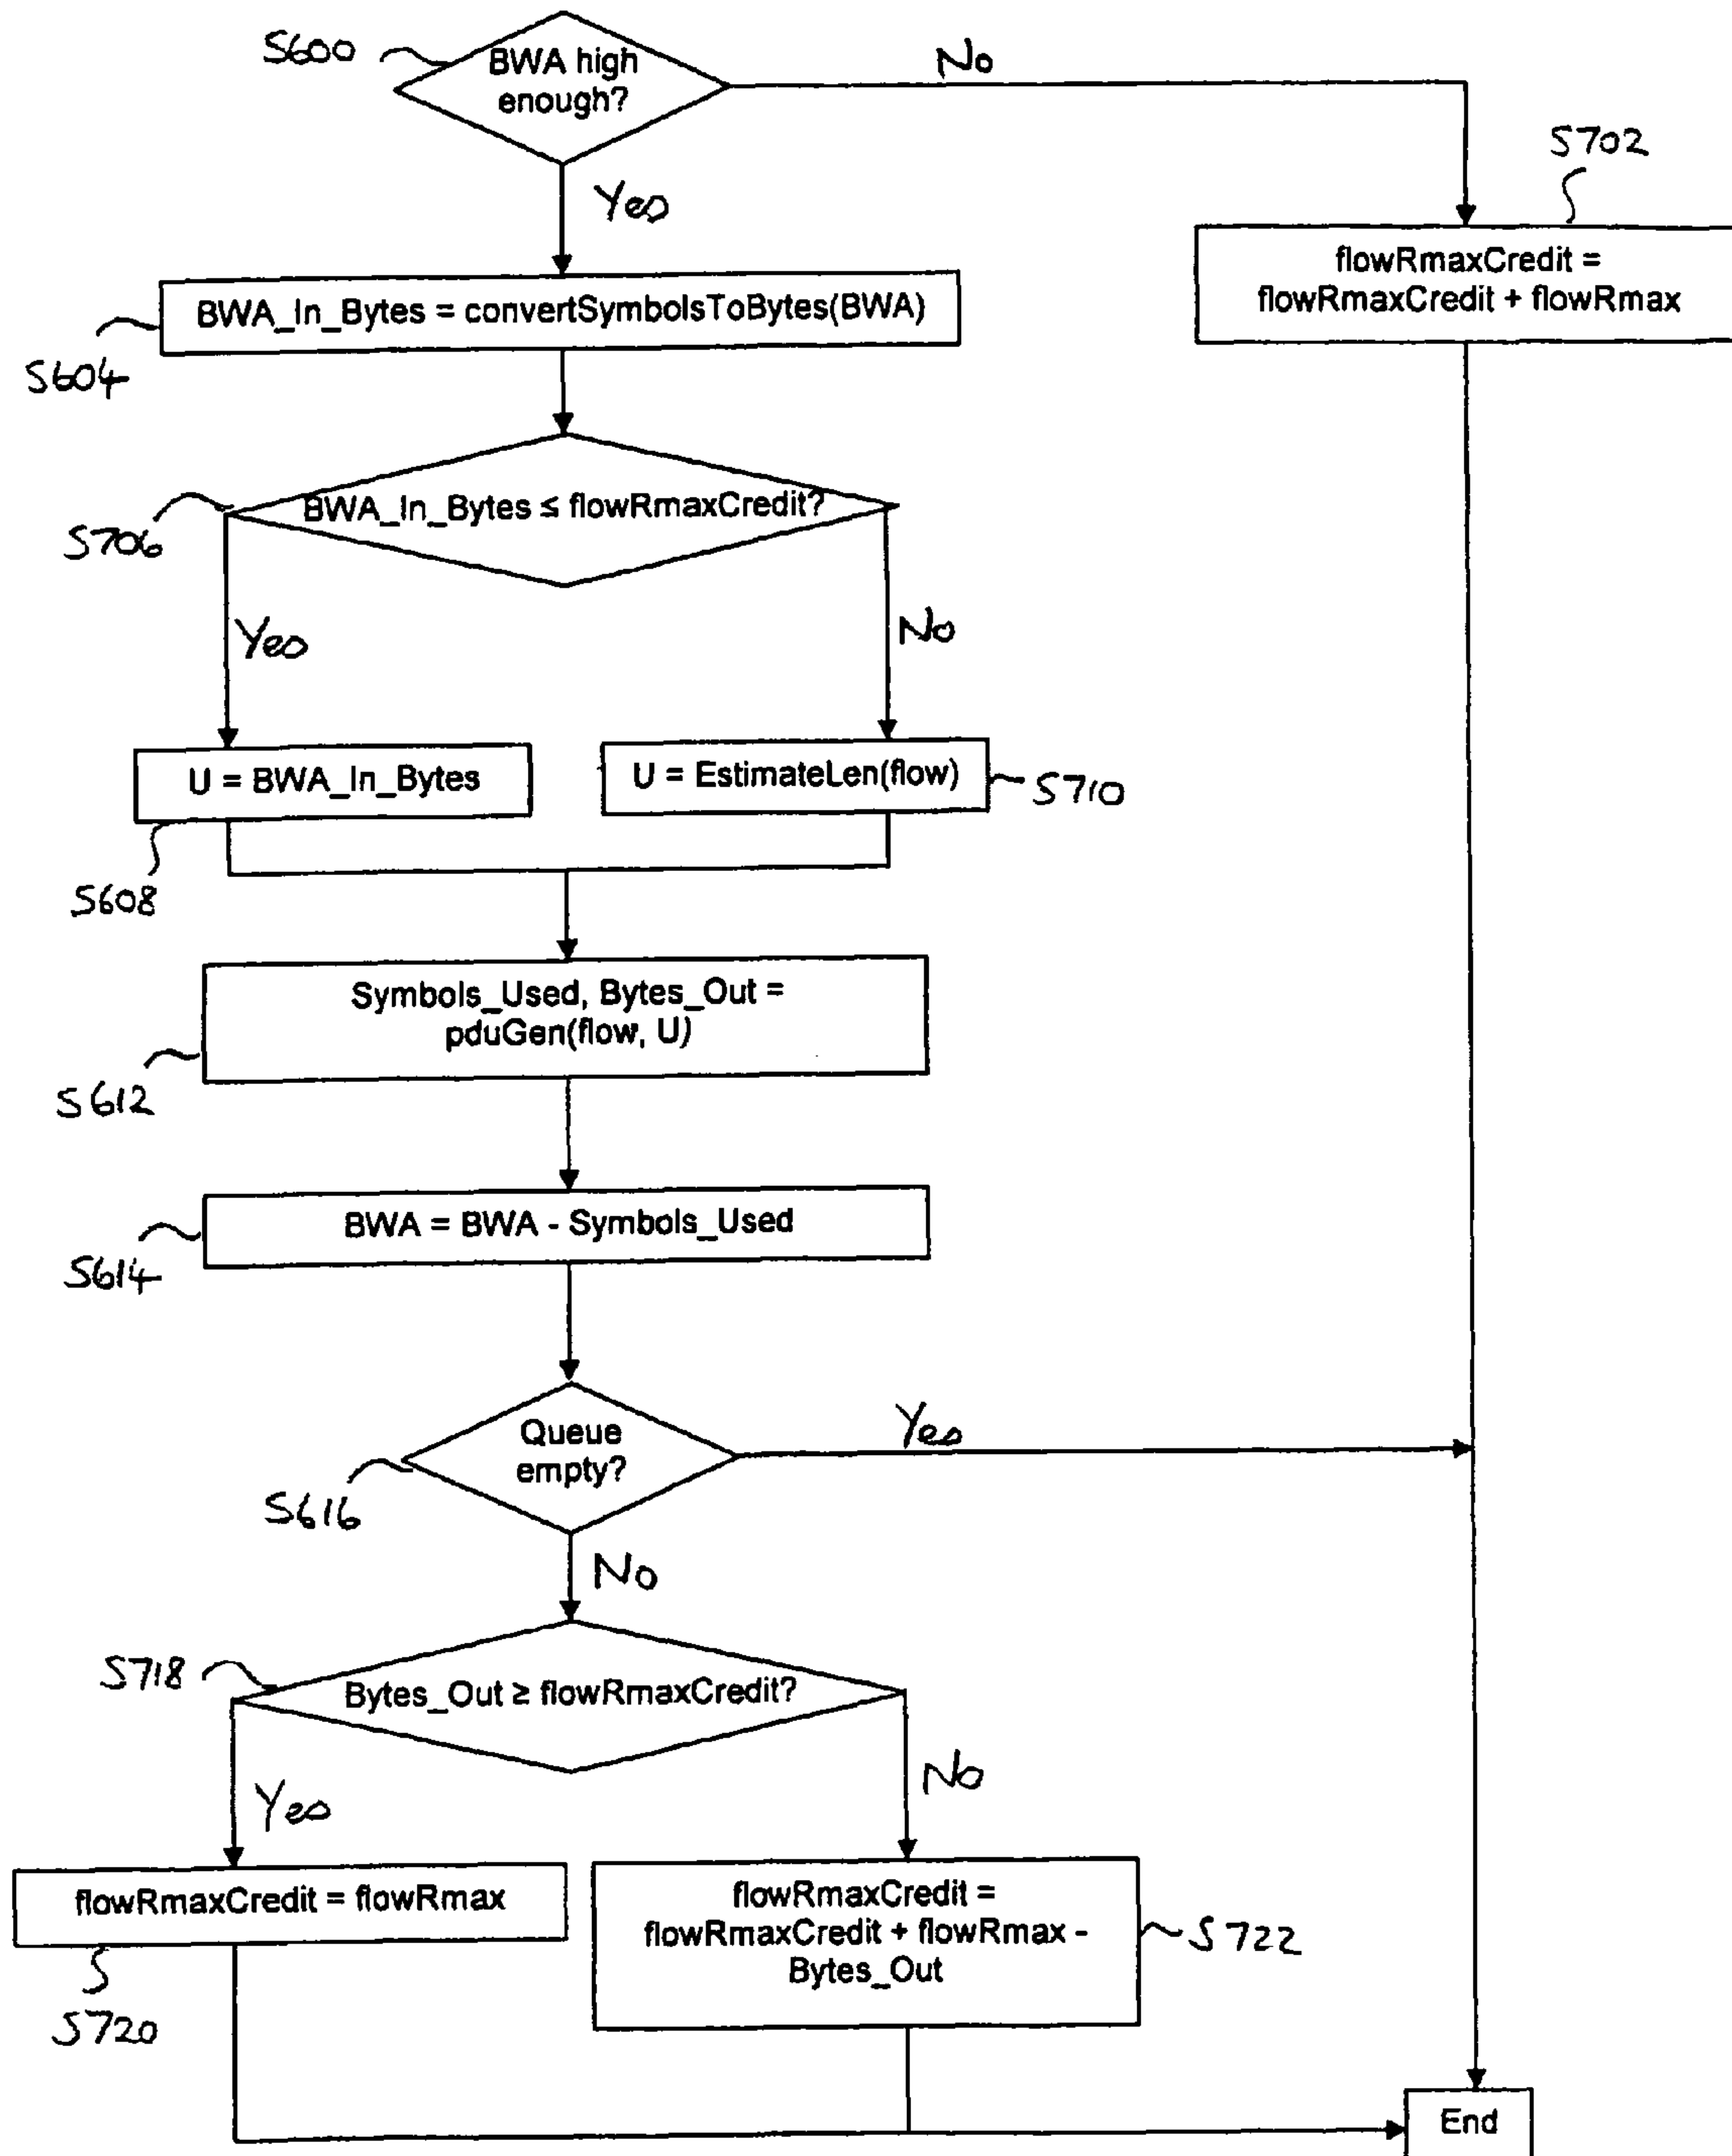 S600
BWA high
enough?
No
S702
Yes
flowRmaxCredit =
flowRmaxCredit + flowRmax
BWA_In_Bytes = convertSymbolsToBytes(BWA)
S604
BWA_In_Bytes ≤ flowRmaxCredit?
S706
Yes
No
U = BWA_In_Bytes
U = EstimateLen(flow)
S710
S608
Symbols_Used, Bytes_Out =
pduGen(flow, U)
S612
BWA = BWA - Symbols_Used
S614
Queue
empty?
Yes
S616
No
S718
Bytes_Out ≥ flowRmaxCredit?
Yes
No
flowRmaxCredit = flowRmax
flowRmaxCredit =
flowRmaxCredit + flowRmax -
Bytes_Out
S722
S720
End